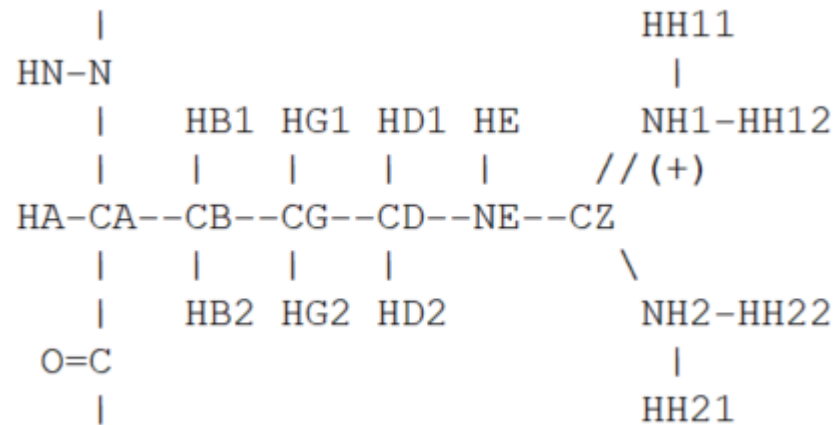 |                      HH11
HN-N                         |
     |   HB1 HG1 HD1 HE     NH1-HH12
     |   |   |   |   |    //(+)
HA-CA--CB--CG--CD--NE--CZ
     |   |   |   |         \
     |   HB2 HG2 HD2        NH2-HH22
 O=C                         |
     |                      HH21